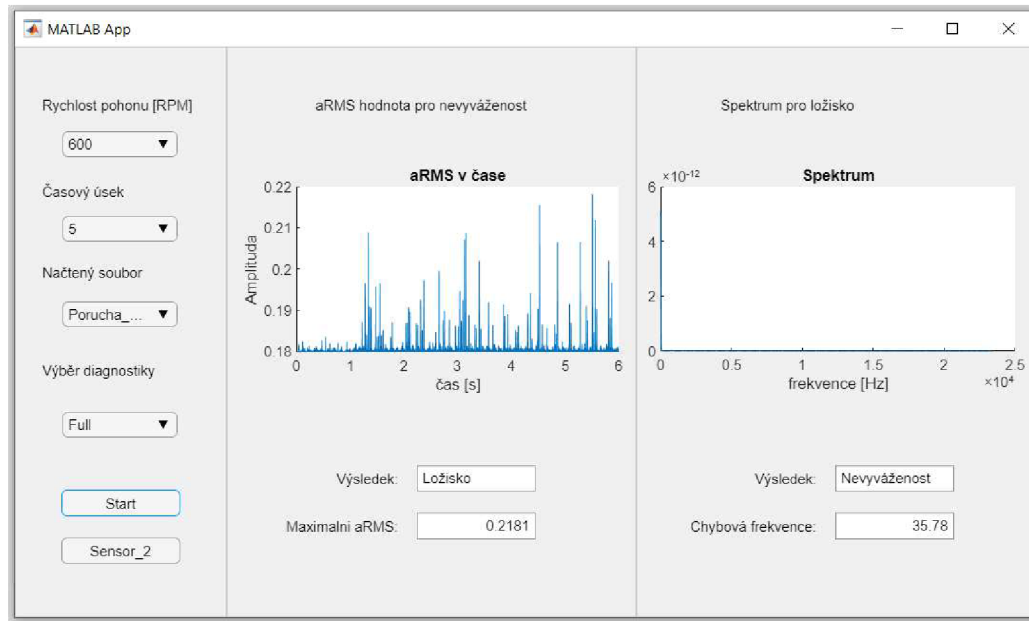 MATLAB App
Rychlost pohonu [RPM]
600
Časový úsek
5
Načtený soubor
Porucha_...
Výběr diagnostiky
Full
Start
Sensor_2
aRMS hodnota pro nevyváženost
aRMS v čase
Amplituda
0.22
0.21
0.2
0.19
0.18
0 1 2 3 4 5 6
čas [s]
Výsledek: Ložisko
Maximalni aRMS: 0.2181
Spektrum pro ložisko
×10⁻¹² Spektrum
6
4
2
0
0 0.5 1 1.5 2 2.5
frekvence [Hz] ×10⁴
Výsledek: Nevyváženost
Chybová frekvence: 35.78